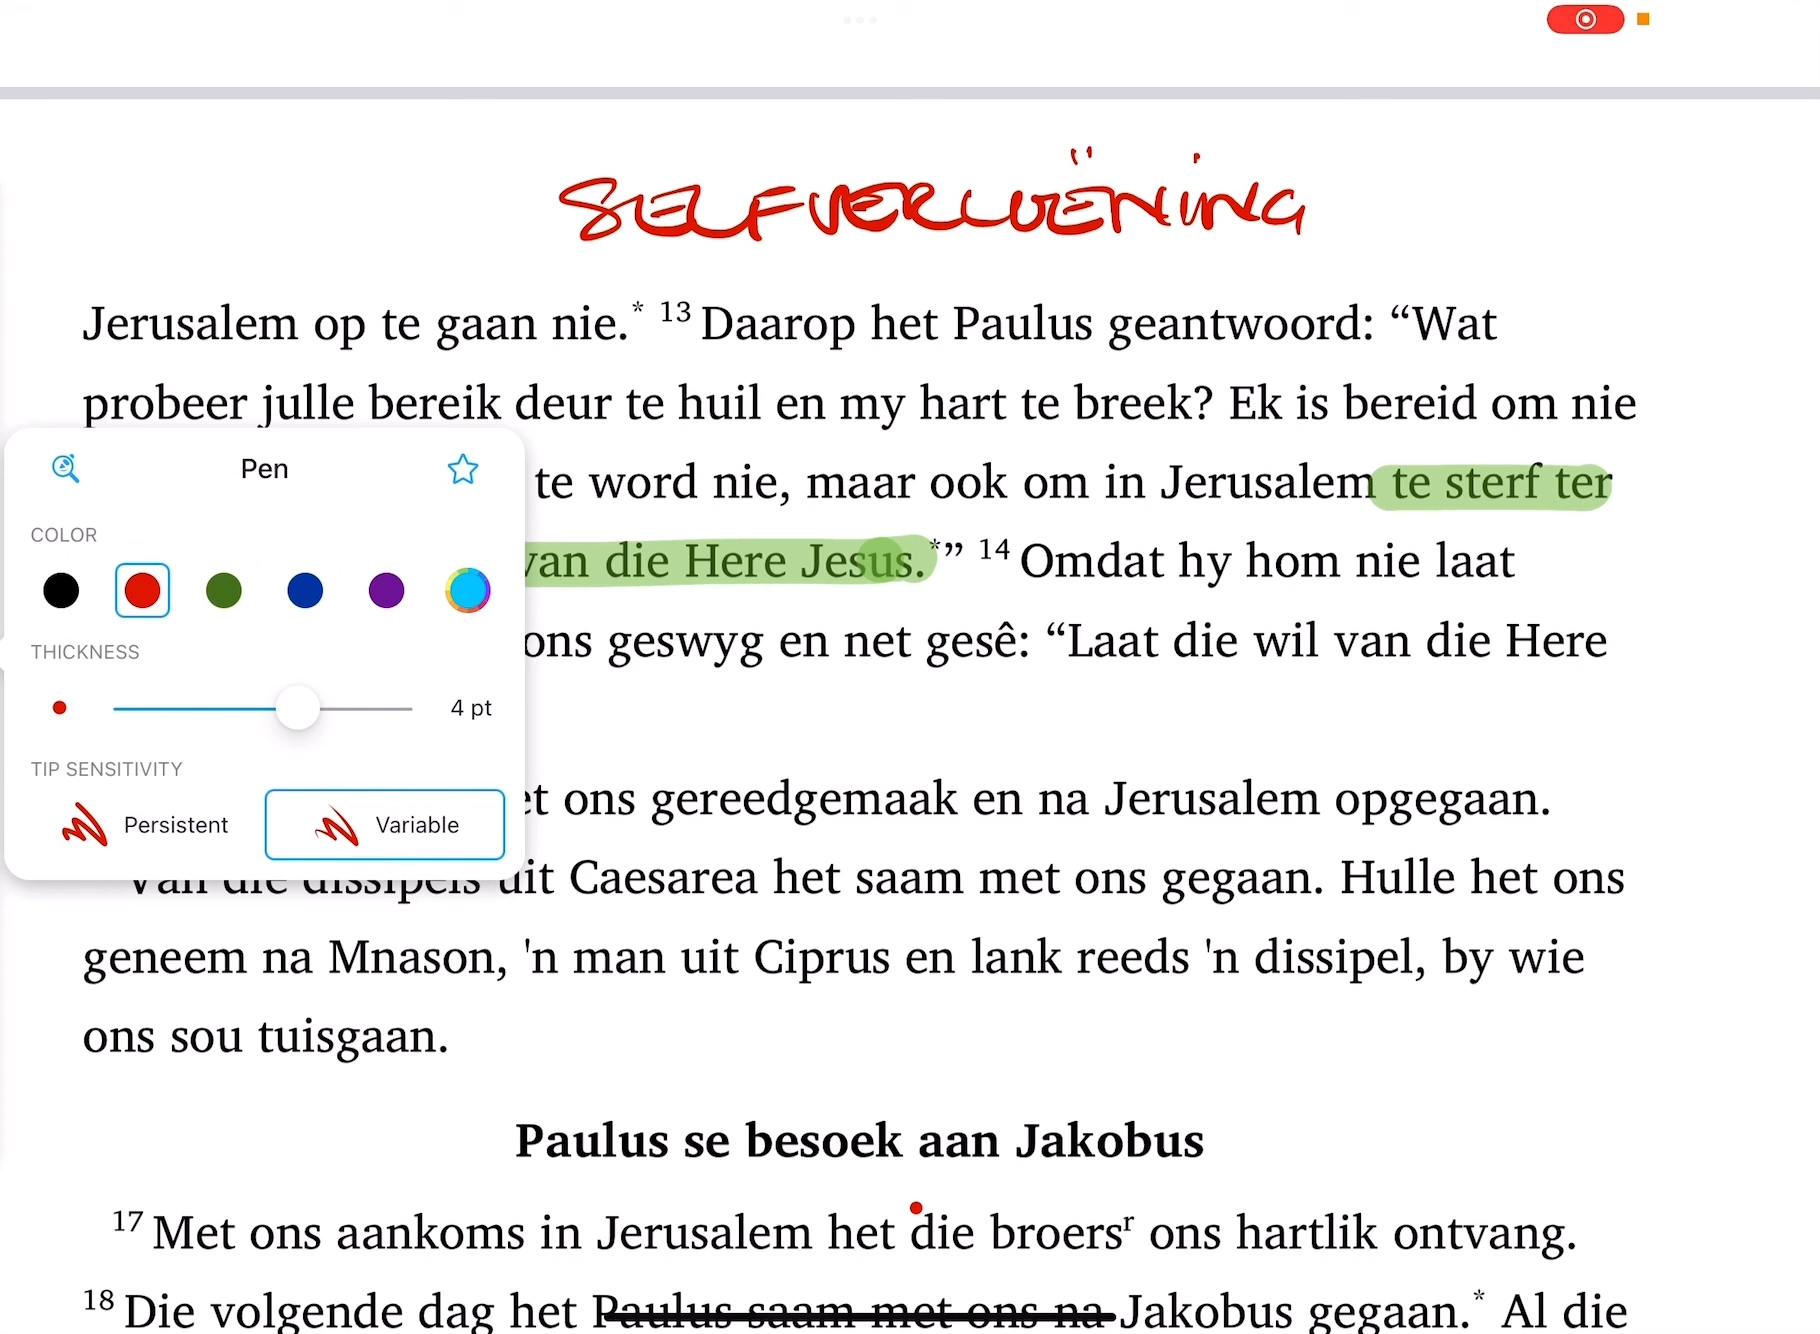 SELFVERLOËNING
Jerusalem op te gaan nie.* 13 Daarop het Paulus geantwoord: “Wat
probeer julle bereik deur te huil en my hart te breek? Ek is bereid om nie
te word nie, maar ook om in Jerusalem te sterf ter
van die Here Jesus.*” 14 Omdat hy hom nie laat
ons geswyg en net gesê: “Laat die wil van die Here
et ons gereedgemaak en na Jerusalem opgegaan.
Van die dissipels uit Caesarea het saam met ons gegaan. Hulle het ons
geneem na Mnason, 'n man uit Ciprus en lank reeds 'n dissipel, by wie
ons sou tuisgaan.
Paulus se besoek aan Jakobus
17 Met ons aankoms in Jerusalem het die broers r ons hartlik ontvang.
18 Die volgende dag het Paulus saam met ons na Jakobus gegaan.* Al die
Pen
COLOR
THICKNESS
4 pt
TIP SENSITIVITY
Persistent
Variable